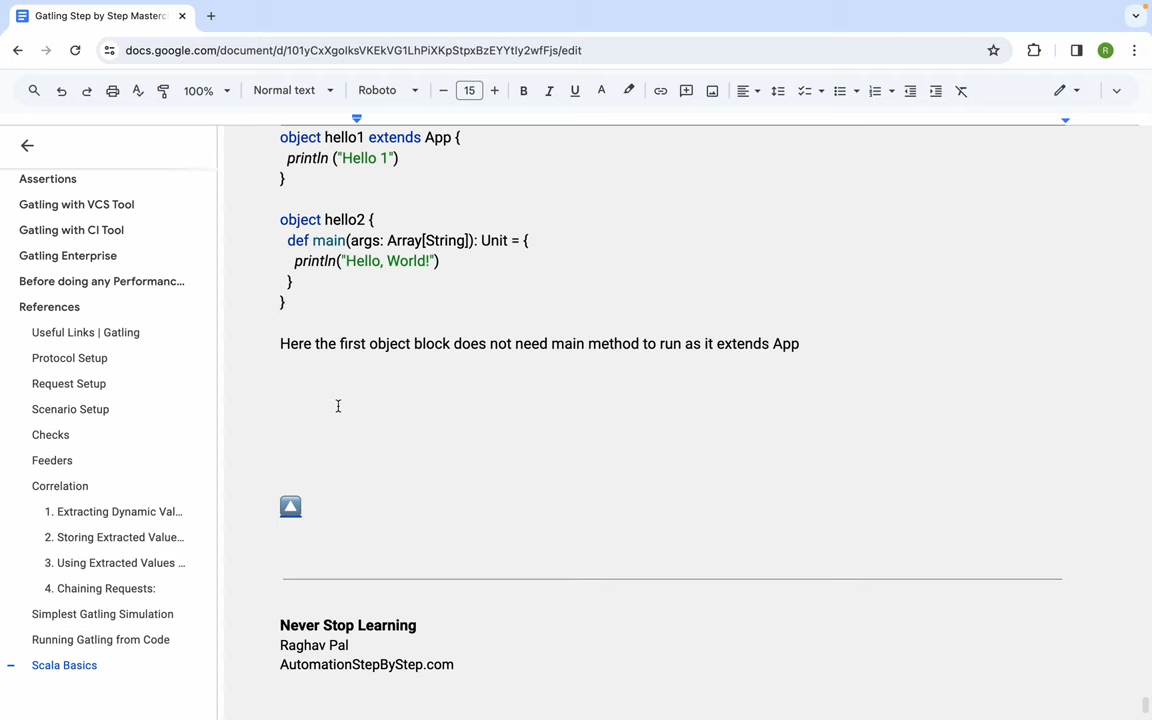 Gatling Step by Step Masterc
docs.google.com/document/d/101yCxXgoIksVKEkVG1LhPiXKpStpxBzEYYtIy2wfFjs/edit
R
100%
Normal text
Roboto
15
B
I
U
A
Assertions
Gatling with VCS Tool
Gatling with CI Tool
Gatling Enterprise
Before doing any Performanc...
References
Useful Links | Gatling
Protocol Setup
Request Setup
Scenario Setup
Checks
Feeders
Correlation
1. Extracting Dynamic Val...
2. Storing Extracted Value...
3. Using Extracted Values ...
4. Chaining Requests:
Simplest Gatling Simulation
Running Gatling from Code
Scala Basics
object hello1 extends App {
println ("Hello 1")
}
object hello2 {
def main(args: Array[String]): Unit = {
println("Hello, World!")
}
}
Here the first object block does not need main method to run as it extends App
Never Stop Learning
Raghav Pal
AutomationStepByStep.com